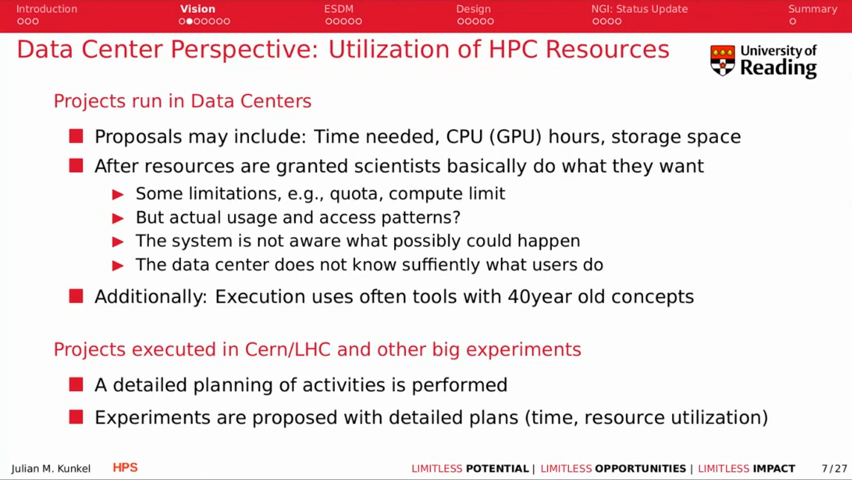 Introduction Vision ESDM Design NGI: Status Update Summary
Data Center Perspective: Utilization of HPC Resources
University of
Reading
Projects run in Data Centers
Proposals may include: Time needed, CPU (GPU) hours, storage space
After resources are granted scientists basically do what they want
Some limitations, e.g., quota, compute limit
But actual usage and access patterns?
The system is not aware what possibly could happen
The data center does not know suffiently what users do
Additionally: Execution uses often tools with 40year old concepts
Projects executed in Cern/LHC and other big experiments
A detailed planning of activities is performed
Experiments are proposed with detailed plans (time, resource utilization)
Julian M. Kunkel HPS LIMITLESS POTENTIAL | LIMITLESS OPPORTUNITIES | LIMITLESS IMPACT 7/27